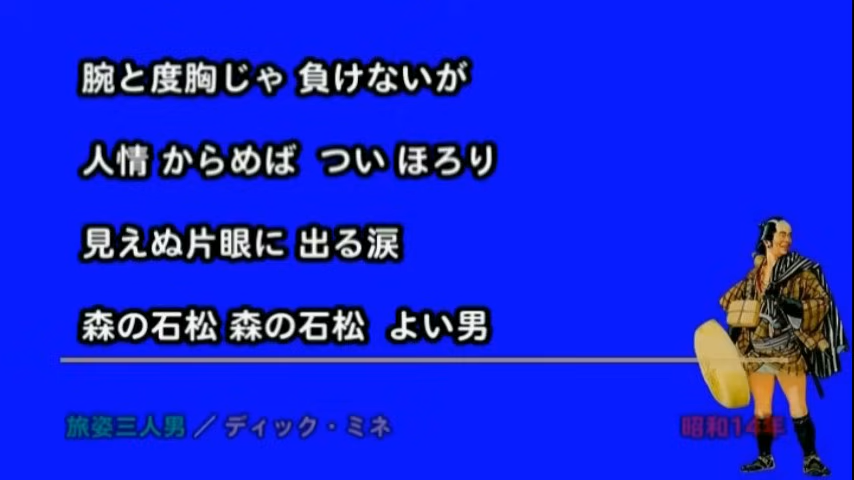 腕と度胸じゃ 負けないが
人情 からめば つい ほろり
見えぬ片眼に 出る涙
森の石松 森の石松 よい男
旅姿三人男 / ディック・ミネ 昭和14年